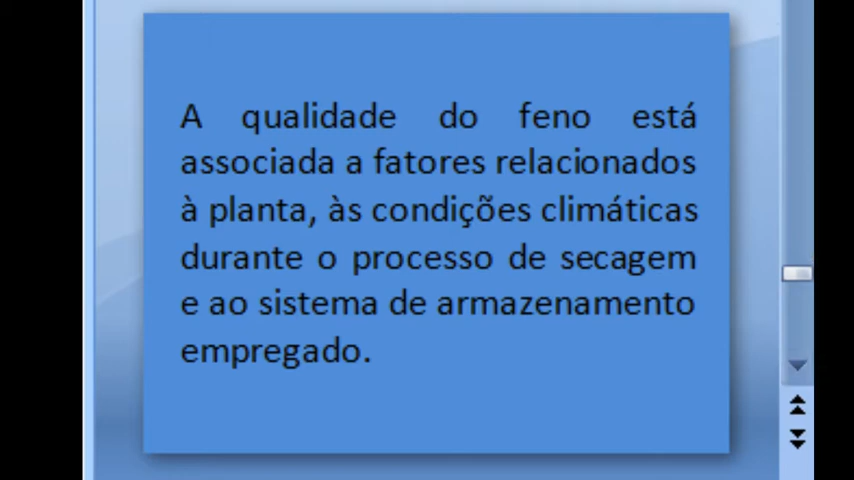 A qualidade do feno está
associada a fatores relacionados
à planta, às condições climáticas
durante o processo de secagem
e ao sistema de armazenamento
empregado.